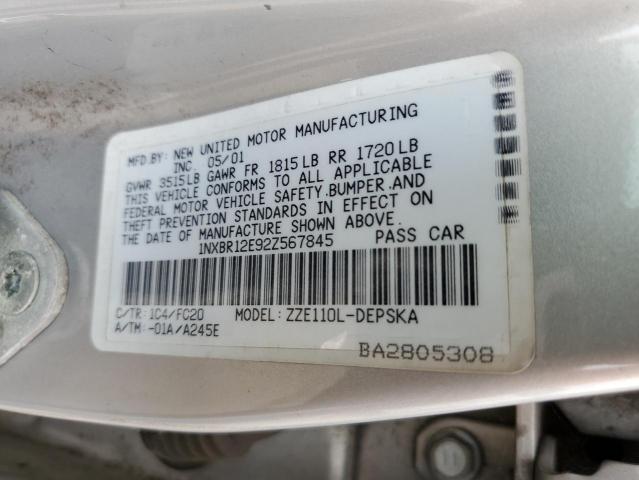 MFD.BY: NEW UNITED MOTOR MANUFACTURING
INC 05/01
GVWR 3515LB GAWR FR 1815LB RR 1720LB
THIS VEHICLE CONFORMS TO ALL APPLICABLE
FEDERAL MOTOR VEHICLE SAFETY,BUMPER,AND
THEFT PREVENTION STANDARDS IN EFFECT ON
THE DATE OF MANUFACTURE SHOWN ABOVE.
1NXBR12E92Z567845 PASS CAR
C/TR: 1C4/FC20 MODEL: ZZE110L-DEPSKA
A/TM: -01A/A245E
BA2805308